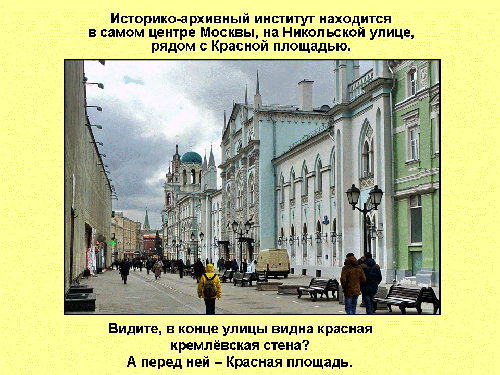 Историко-архивный институт находится
в самом центре Москвы, на Никольской улице,
рядом с Красной площадью.
Видите, в конце улицы видна красная
кремлёвская стена?
А перед ней – Красная площадь.